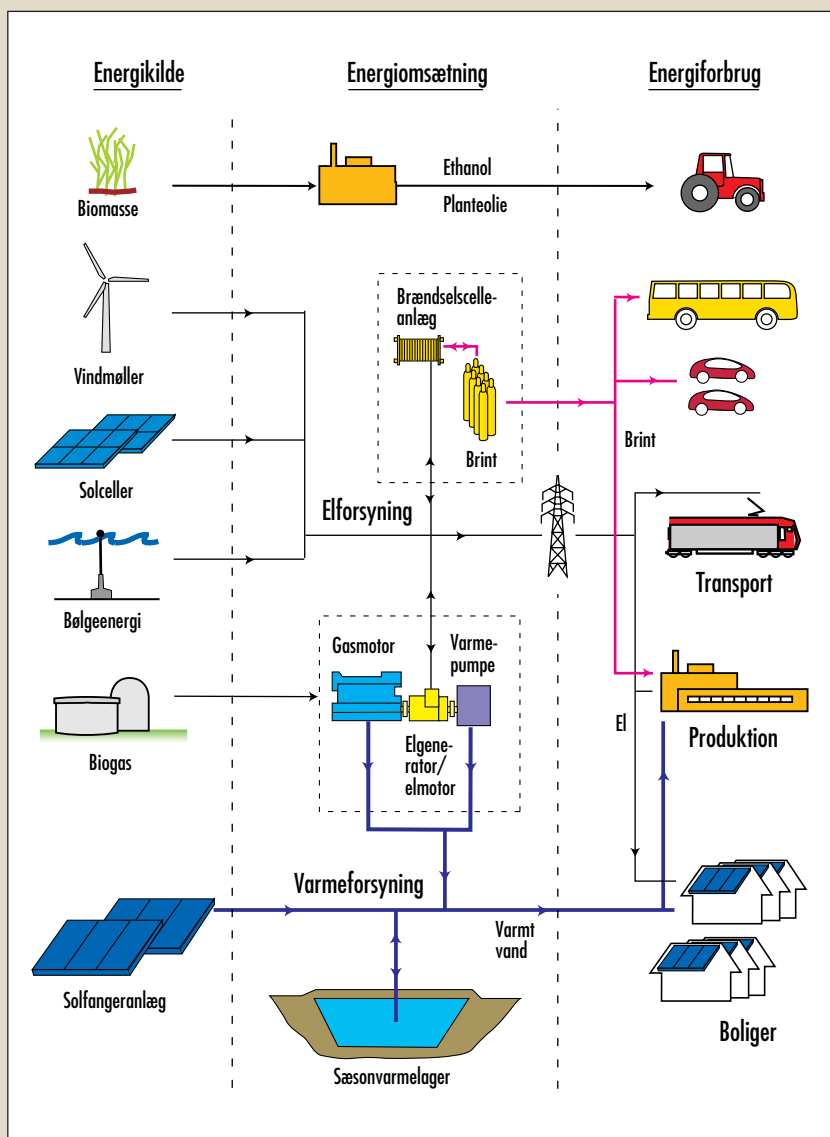 Energikilde
Energiomsætning
Energiforbrug
Biomasse
Ethanol
Planteolie
Vindmøller
Brændselscelle-
anlæg
Brint
Brint
Solceller
Elforsyning
Bølgeenergi
Transport
Gasmotor
Varme-
pumpe
Elgene-
rator/
elmotor
Biogas
El
Produktion
Varmeforsyning
Varmt
vand
Solfangeranlæg
Sæsonvarmelager
Boliger